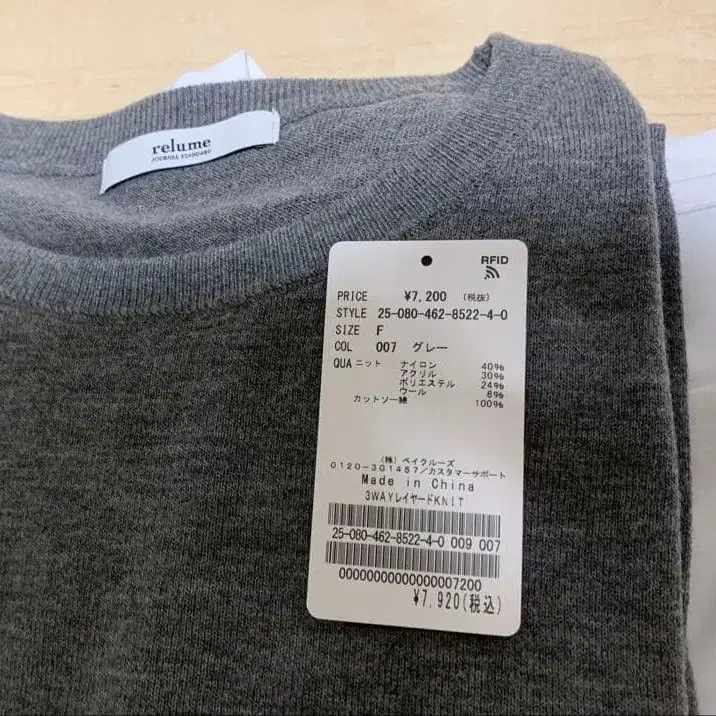 relume
JOURNAL STANDARD
RFID
PRICE ¥7,200 (税抜)
STYLE 25-080-462-8522-4-0
SIZE F
COL 007 グレー
QUA ニット ナイロン 40%
アクリル 30%
ポリエステル 24%
ウール 6%
カットソー綿 100%
(株)ベイクルーズ
0120-301457/カスタマーサポート
Made in China
3WAYレイヤードKNIT
25-080-462-8522-4-0 009 007
00000000000000007200
¥7,920(税込)